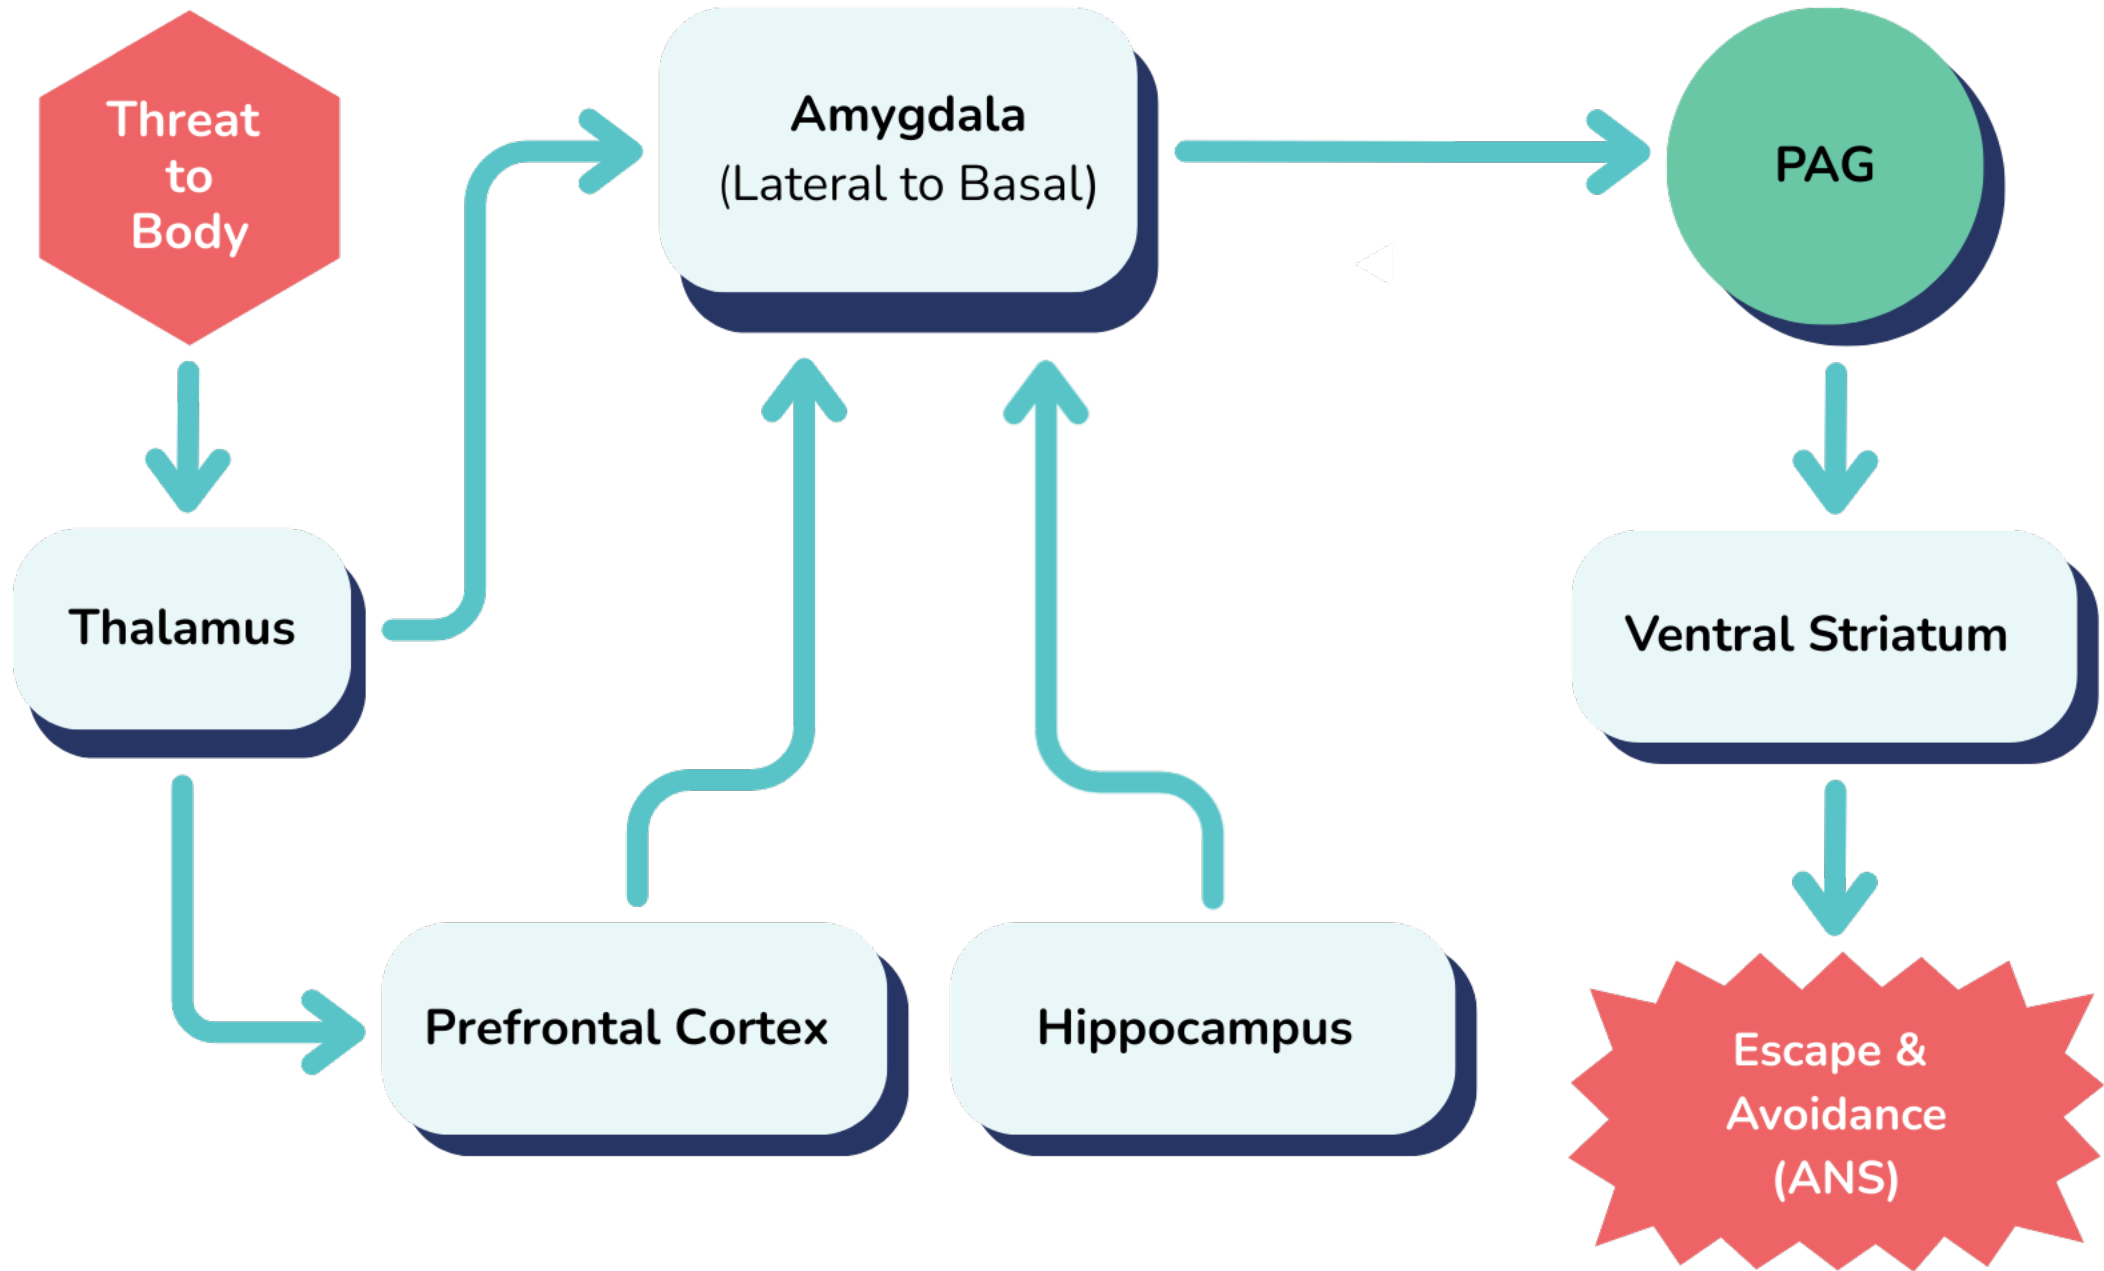 Threat
to
Body
Amygdala
(Lateral to Basal)
PAG
Thalamus
Ventral Striatum
Prefrontal Cortex
Hippocampus
Escape &
Avoidance
(ANS)